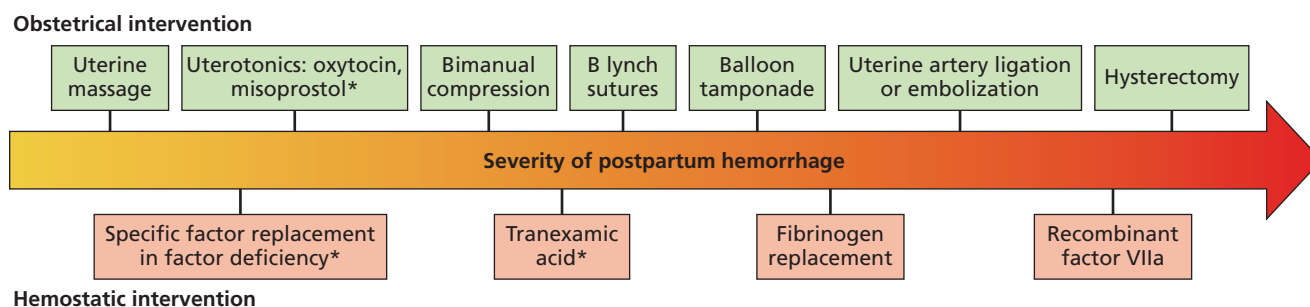 Obstetrical intervention
Uterine
massage
Uterotonics: oxytocin,
misoprostol*
Bimanual
compression
B lynch
sutures
Balloon
tamponade
Uterine artery ligation
or embolization
Hysterectomy
Severity of postpartum hemorrhage
Specific factor replacement
in factor deficiency*
Tranexamic
acid*
Fibrinogen
replacement
Recombinant
factor VIIa
Hemostatic intervention